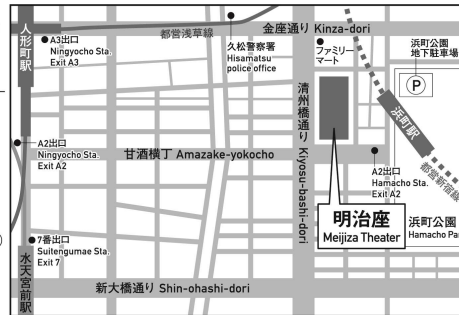 人形町駅
A3出口
Ningyocho Sta.
Exit A3
都営浅草線
久松警察署
Hisamatsu
police office
金座通り Kinza-dori
ファミリー
マート
浜町公園
地下駐車場
P
清州橋通り Kiyosu-bashi-dori
浜町駅
都営新宿線
A2出口
Ningyocho Sta.
Exit A2
甘酒横丁 Amazake-yokocho
A2出口
Hamacho Sta.
Exit A2
明治座
Meijiza Theater
浜町公園
Hamacho Par
7番出口
Suitengumae Sta.
Exit 7
水天宮前駅
新大橋通り Shin-ohashi-dori